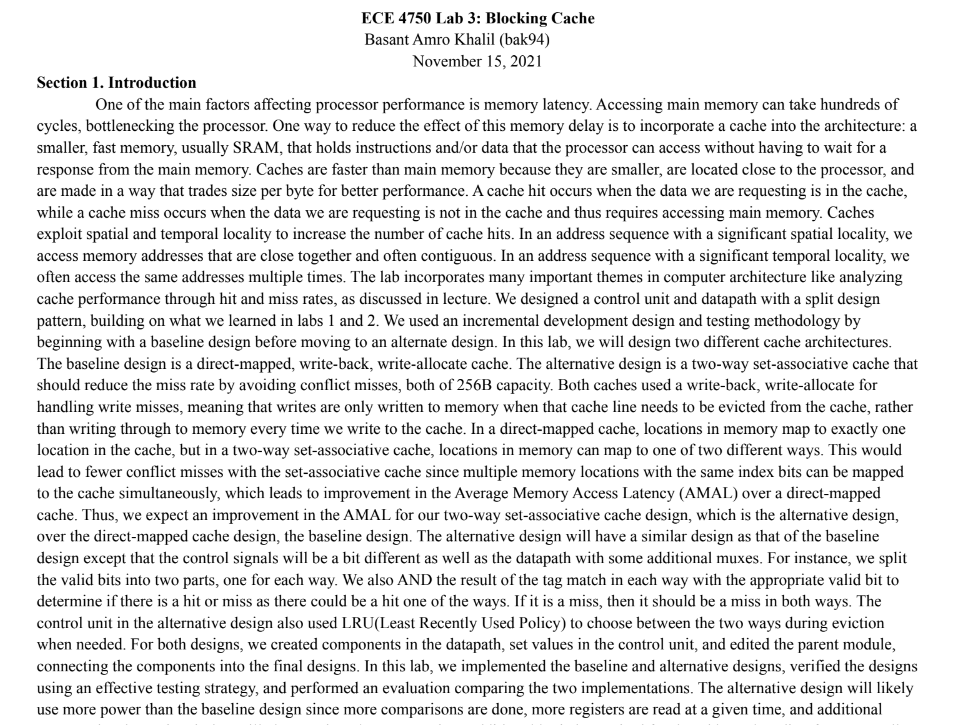 ECE 4750 Lab 3: Blocking Cache
Basant Amro Khalil (bak94)
November 15, 2021
Section 1. Introduction
One of the main factors affecting processor performance is memory latency. Accessing main memory can take hundreds of
cycles, bottlenecking the processor. One way to reduce the effect of this memory delay is to incorporate a cache into the architecture: a
smaller, fast memory, usually SRAM, that holds instructions and/or data that the processor can access without having to wait for a
response from the main memory. Caches are faster than main memory because they are smaller, are located close to the processor, and
are made in a way that trades size per byte for better performance. A cache hit occurs when the data we are requesting is in the cache,
while a cache miss occurs when the data we are requesting is not in the cache and thus requires accessing main memory. Caches
exploit spatial and temporal locality to increase the number of cache hits. In an address sequence with a significant spatial locality, we
access memory addresses that are close together and often contiguous. In an address sequence with a significant temporal locality, we
often access the same addresses multiple times. The lab incorporates many important themes in computer architecture like analyzing
cache performance through hit and miss rates, as discussed in lecture. We designed a control unit and datapath with a split design
pattern, building on what we learned in labs 1 and 2. We used an incremental development design and testing methodology by
beginning with a baseline design before moving to an alternate design. In this lab, we will design two different cache architectures.
The baseline design is a direct-mapped, write-back, write-allocate cache. The alternative design is a two-way set-associative cache that
should reduce the miss rate by avoiding conflict misses, both of 256B capacity. Both caches used a write-back, write-allocate for
handling write misses, meaning that writes are only written to memory when that cache line needs to be evicted from the cache, rather
than writing through to memory every time we write to the cache. In a direct-mapped cache, locations in memory map to exactly one
location in the cache, but in a two-way set-associative cache, locations in memory can map to one of two different ways. This would
lead to fewer conflict misses with the set-associative cache since multiple memory locations with the same index bits can be mapped
to the cache simultaneously, which leads to improvement in the Average Memory Access Latency (AMAL) over a direct-mapped
cache. Thus, we expect an improvement in the AMAL for our two-way set-associative cache design, which is the alternative design,
over the direct-mapped cache design, the baseline design. The alternative design will have a similar design as that of the baseline
design except that the control signals will be a bit different as well as the datapath with some additional muxes. For instance, we split
the valid bits into two parts, one for each way. We also AND the result of the tag match in each way with the appropriate valid bit to
determine if there is a hit or miss as there could be a hit one of the ways. If it is a miss, then it should be a miss in both ways. The
control unit in the alternative design also used LRU(Least Recently Used Policy) to choose between the two ways during eviction
when needed. For both designs, we created components in the datapath, set values in the control unit, and edited the parent module,
connecting the components into the final designs. In this lab, we implemented the baseline and alternative designs, verified the designs
using an effective testing strategy, and performed an evaluation comparing the two implementations. The alternative design will likely
use more power than the baseline design since more comparisons are done, more registers are read at a given time, and additional